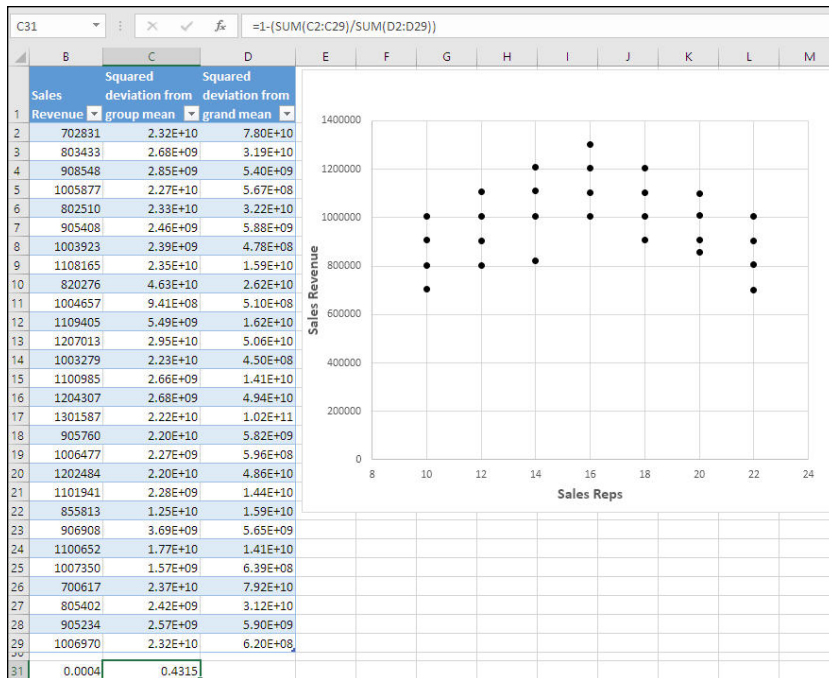 C31 fx =1-(SUM(C2:C29)/SUM(D2:D29))
B C D E F G H I J K L M
Squared Squared
Sales deviation from deviation from
1 Revenue group mean grand mean
2 702831 2.32E+10 7.80E+10
3 803433 2.68E+09 3.19E+10
4 908548 2.85E+09 5.40E+09
5 1005877 2.27E+10 5.67E+08
6 802510 2.33E+10 3.22E+10
7 905408 2.46E+09 5.88E+09
8 1003923 2.39E+09 4.78E+08
9 1108165 2.35E+10 1.59E+10
10 820276 4.63E+10 2.62E+10
11 1004657 9.41E+08 5.10E+08
12 1109405 5.49E+09 1.62E+10
13 1207013 2.95E+10 5.06E+10
14 1003279 2.23E+10 4.50E+08
15 1100985 2.66E+09 1.41E+10
16 1204307 2.68E+09 4.94E+10
17 1301587 2.22E+10 1.02E+11
18 905760 2.20E+10 5.82E+09
19 1006477 2.27E+09 5.96E+08
20 1202484 2.20E+10 4.86E+10
21 1101941 2.28E+09 1.44E+10
22 855813 1.25E+10 1.59E+10
23 906908 3.69E+09 5.65E+09
24 1100652 1.77E+10 1.41E+10
25 1007350 1.57E+09 6.39E+08
26 700617 2.37E+10 7.92E+10
27 805402 2.42E+09 3.12E+10
28 905234 2.57E+09 5.90E+09
29 1006970 2.32E+10 6.20E+08
31 0.0004 0.4315
1400000
1200000
1000000
800000
600000
400000
200000
0
Sales Revenue
8 10 12 14 16 18 20 22 24
Sales Reps